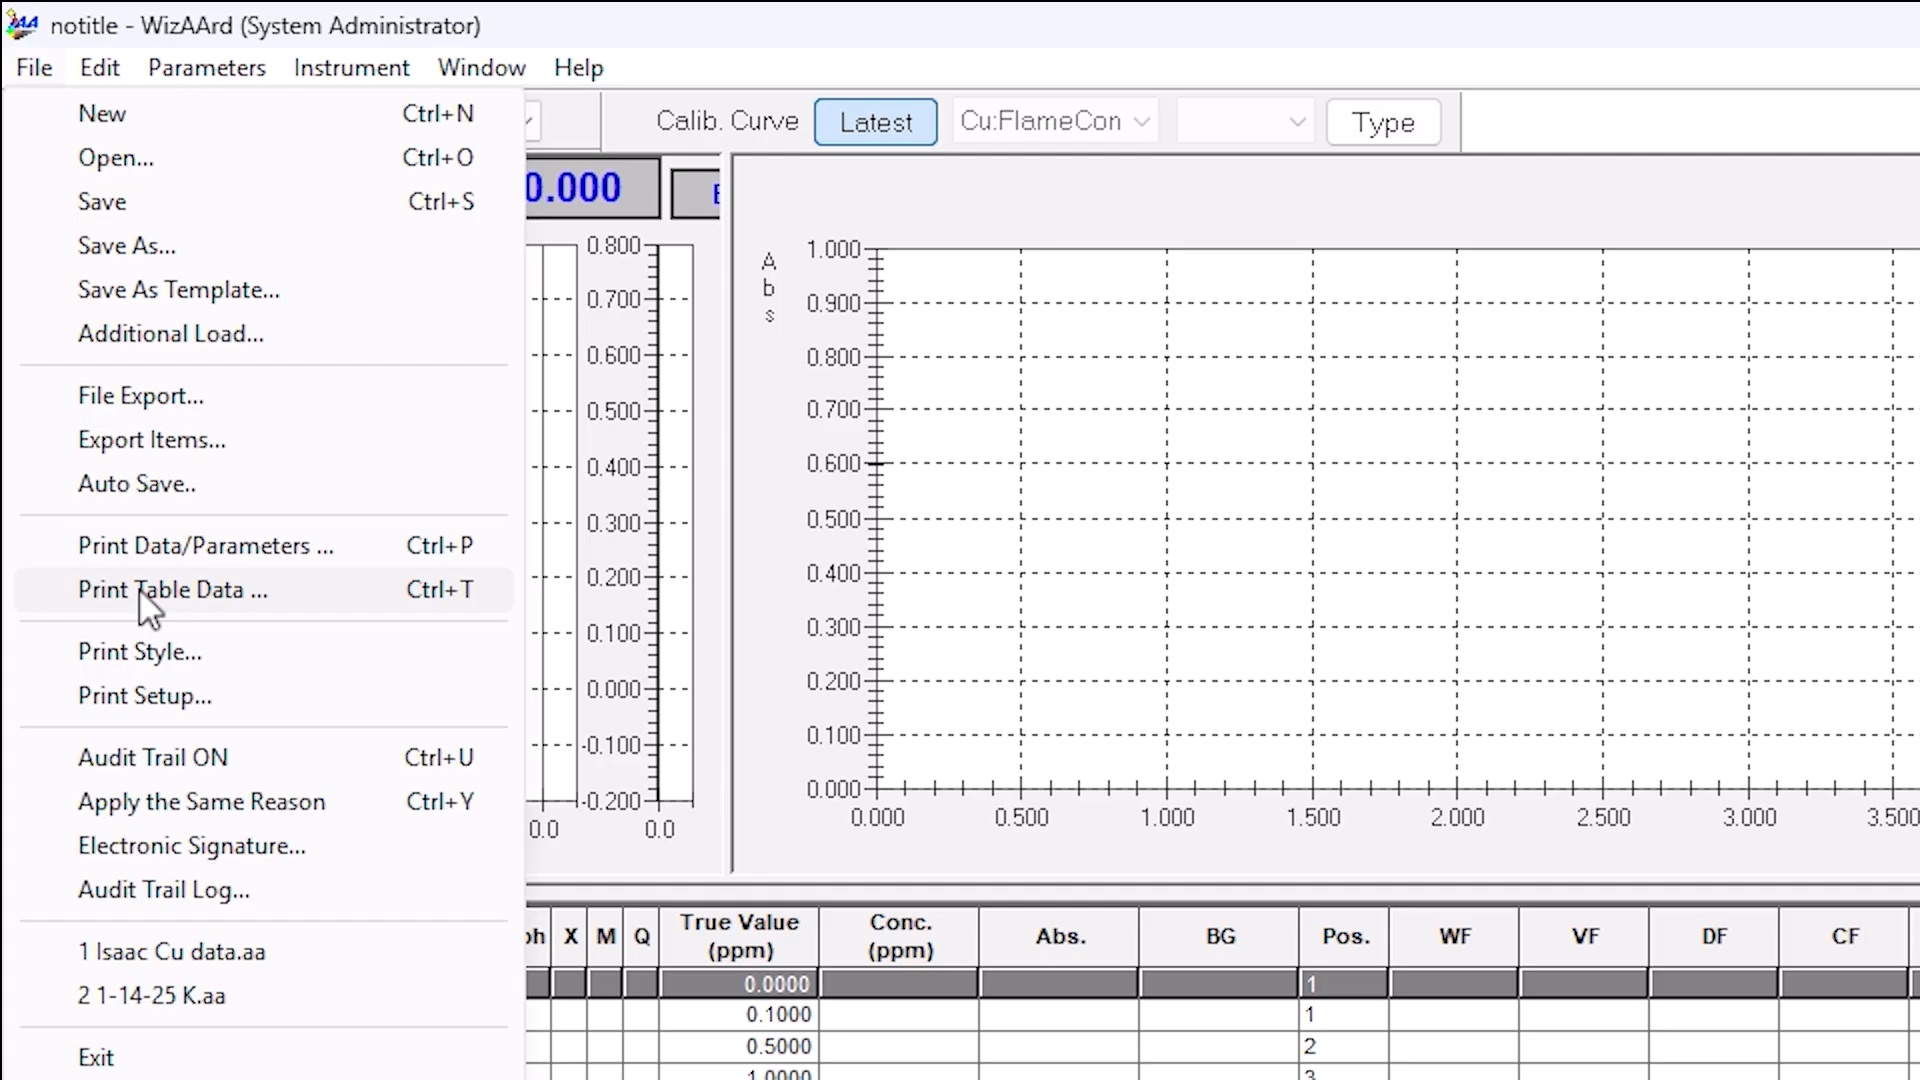 notitle - WizAArd (System Administrator)
File Edit Parameters Instrument Window Help
New Ctrl+N
Open... Ctrl+O
Save Ctrl+S
Save As...
Save As Template...
Additional Load...
File Export...
Export Items...
Auto Save..
Print Data/Parameters ... Ctrl+P
Print Table Data ... Ctrl+T
Print Style...
Print Setup...
Audit Trail ON Ctrl+U
Apply the Same Reason Ctrl+Y
Electronic Signature...
Audit Trail Log...
1 Isaac Cu data.aa
2 1-14-25 K.aa
Exit
Calib. Curve Latest Cu:FlameCon Type
0.000
0.800
0.700
0.600
0.500
0.400
0.300
0.200
0.100
0.000
-0.100
-0.200
0.0 0.0
Abs
1.000
0.900
0.800
0.700
0.600
0.500
0.400
0.300
0.200
0.100
0.000
0.000 0.500 1.000 1.500 2.000 2.500 3.000 3.500
X M Q True Value (ppm) Conc. (ppm) Abs. BG Pos. WF VF DF CF
0.0000 1
0.1000 1
0.5000 2
1.0000 3